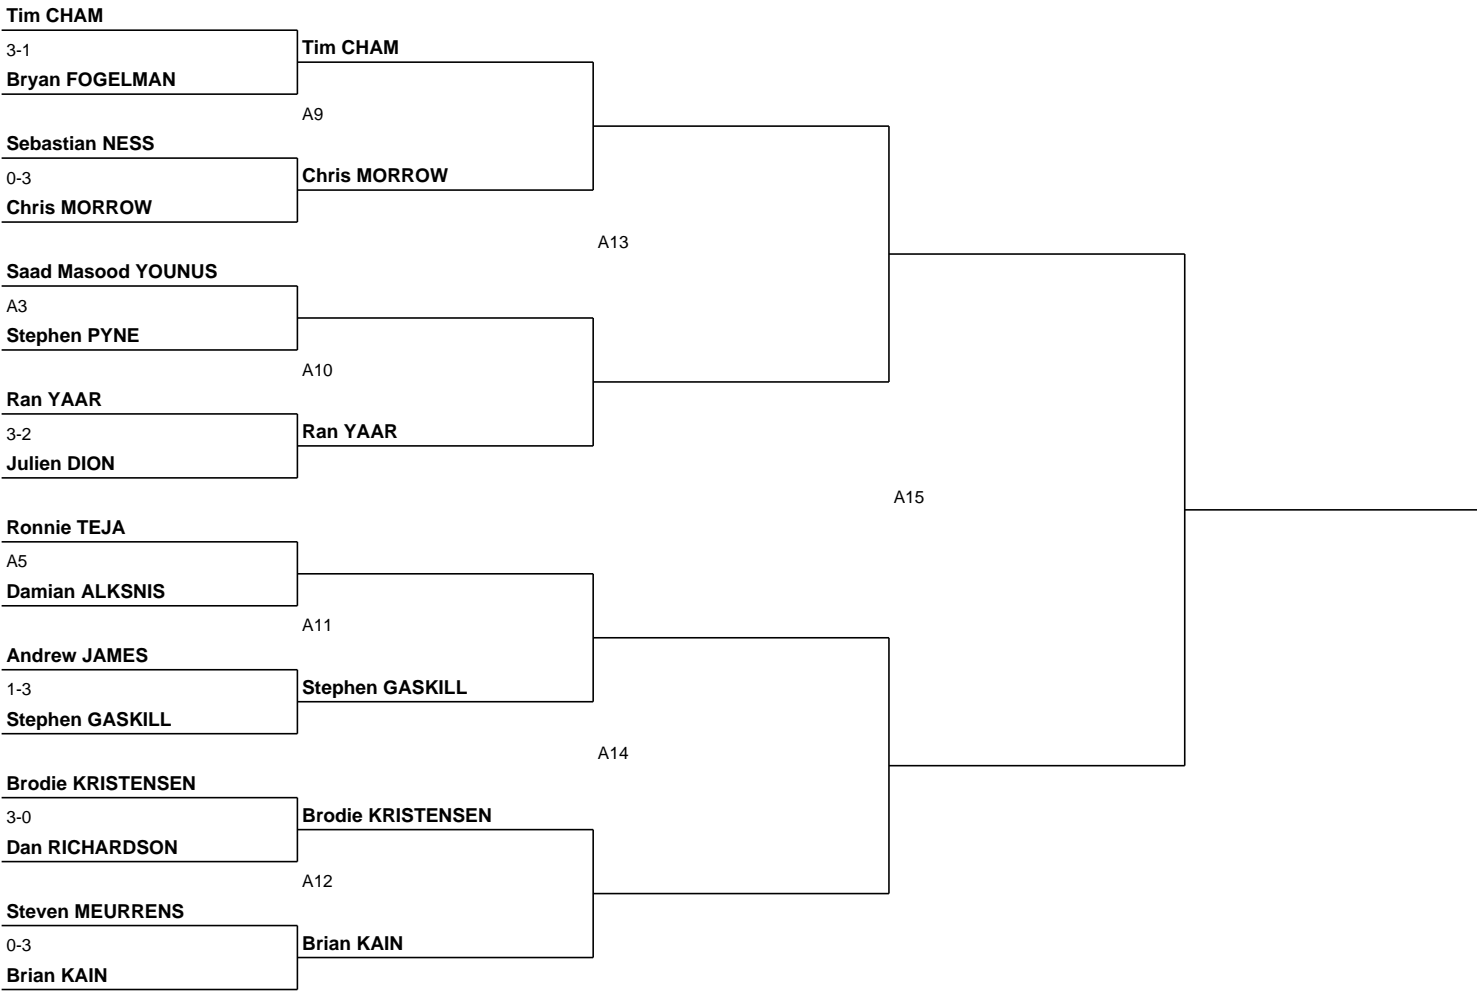 Tim CHAM
3-1
Bryan FOGELMAN
Tim CHAM
A9
Sebastian NESS
0-3
Chris MORROW
Chris MORROW
A13
Saad Masood YOUNUS
A3
Stephen PYNE
A10
Ran YAAR
3-2
Julien DION
Ran YAAR
A15
Ronnie TEJA
A5
Damian ALKSNIS
A11
Andrew JAMES
1-3
Stephen GASKILL
Stephen GASKILL
A14
Brodie KRISTENSEN
3-0
Dan RICHARDSON
Brodie KRISTENSEN
A12
Steven MEURRENS
0-3
Brian KAIN
Brian KAIN